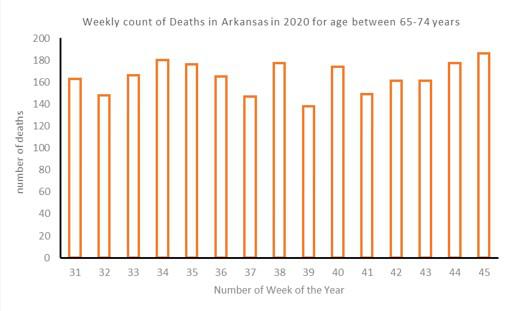 Weekly count of Deaths in Arkansas in 2020 for age between 65-74 years
number of deaths
200
180
160
140
120
100
80
60
40
20
0
31 32 33 34 35 36 37 38 39 40 41 42 43 44 45
Number of Week of the Year